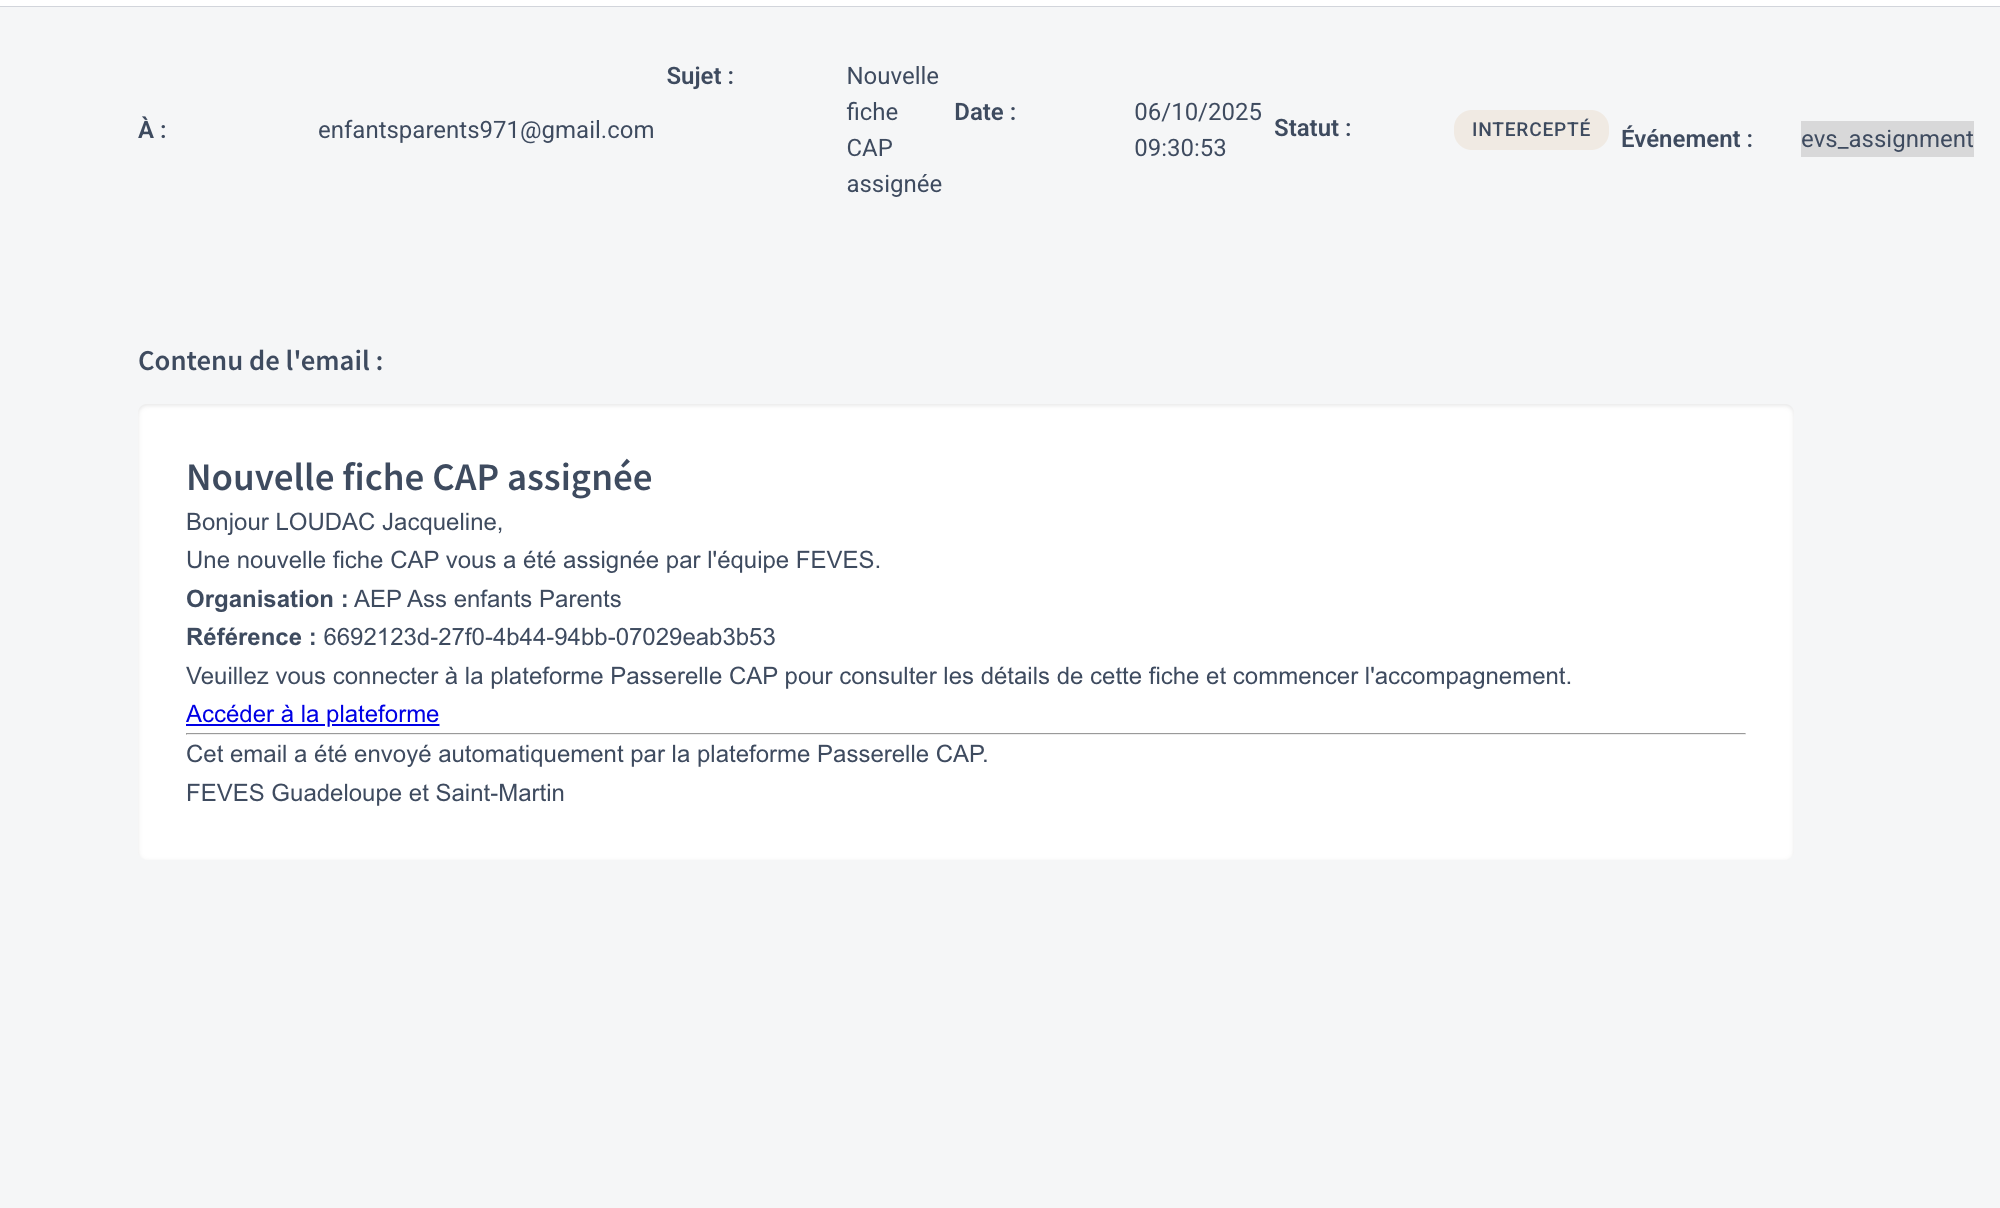 À :
enfantsparents971@gmail.com
Sujet :
Nouvelle
fiche
CAP
assignée
Date :
06/10/2025
09:30:53
Statut :
INTERCEPTÉ
Événement :
evs_assignment
Contenu de l'email :
Nouvelle fiche CAP assignée
Bonjour LOUDAC Jacqueline,
Une nouvelle fiche CAP vous a été assignée par l'équipe FEVES.
Organisation : AEP Ass enfants Parents
Référence : 6692123d-27f0-4b44-94bb-07029eab3b53
Veuillez vous connecter à la plateforme Passerelle CAP pour consulter les détails de cette fiche et commencer l'accompagnement.
Accéder à la plateforme
Cet email a été envoyé automatiquement par la plateforme Passerelle CAP.
FEVES Guadeloupe et Saint-Martin